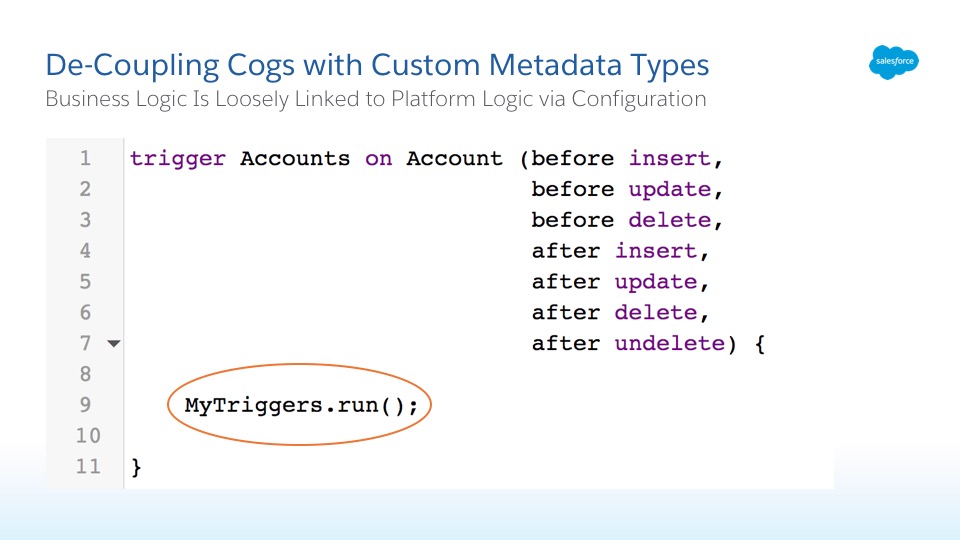 De-Coupling Cogs with Custom Metadata Types
salesforce
Business Logic Is Loosely Linked to Platform Logic via Configuration
1 trigger Accounts on Account (before insert,
2 before update,
3 before delete,
4 after insert,
5 after update,
6 after delete,
7 after undelete) {
8
9 MyTriggers.run();
10
11 }